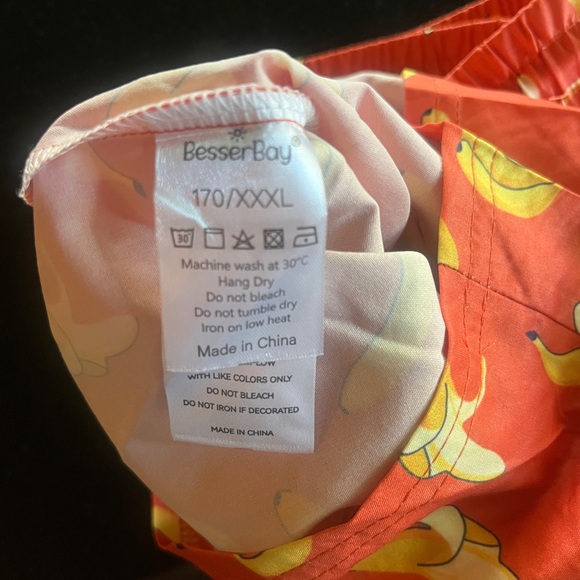 BesserBay®
170/XXXL
30
Machine wash at 30°C
Hang Dry
Do not bleach
Do not tumble dry
Iron on low heat
Made in China
WITH LIKE COLORS ONLY
DO NOT BLEACH
DO NOT IRON IF DECORATED
MADE IN CHINA